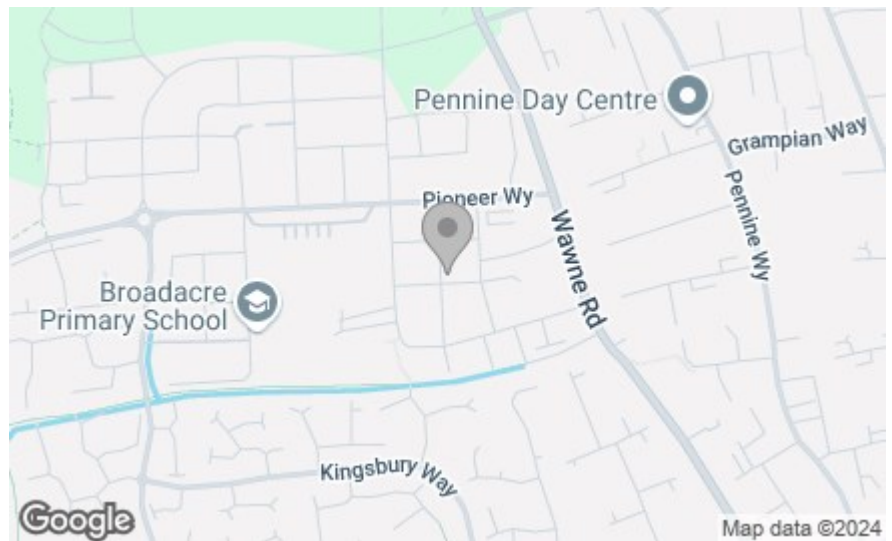 Pennine Day Centre
Grampian Way
Pioneer Wy
Pennine Wy
Wawne Rd
Broadacre
Primary School
Kingsbury Way
Google
Map data ©2024